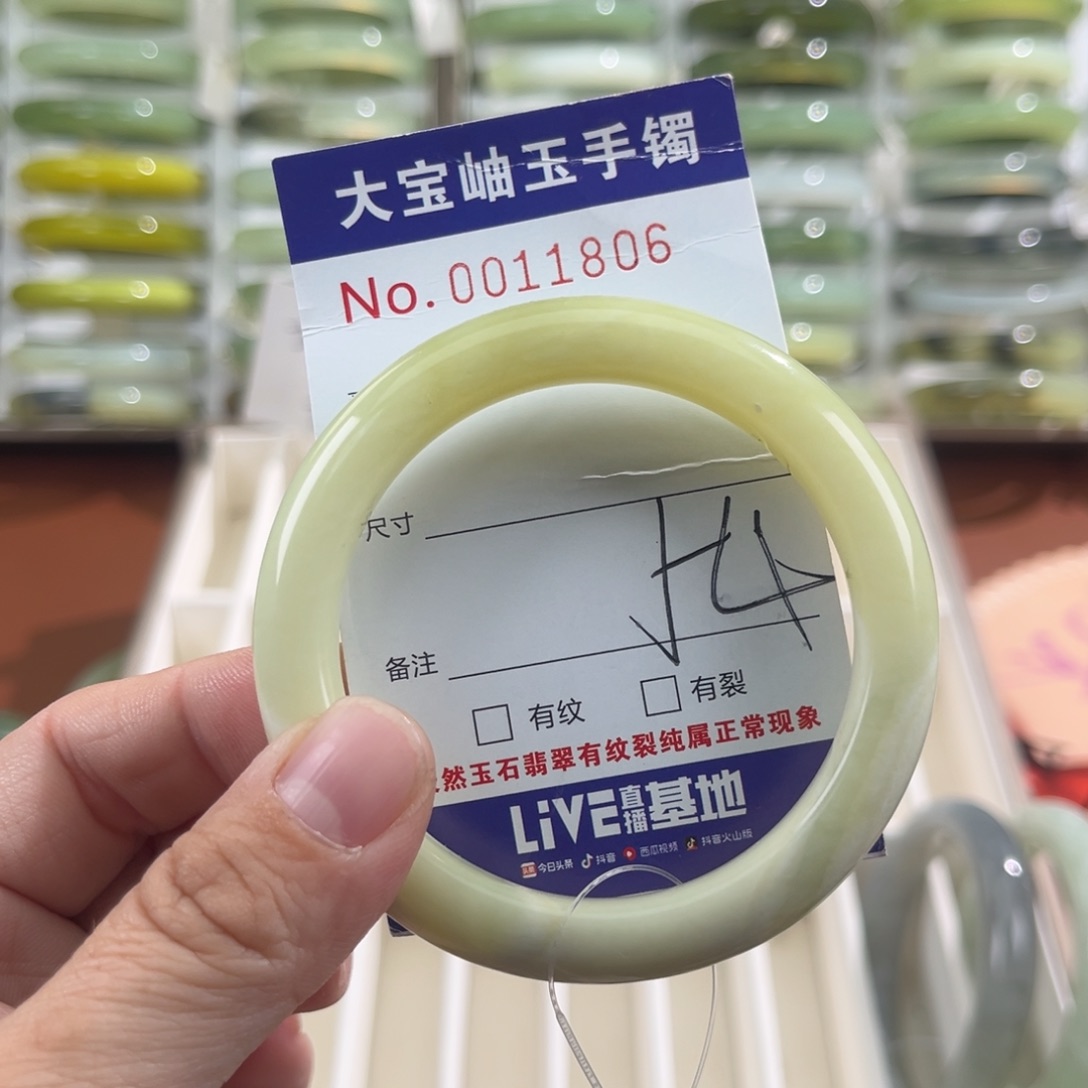 大宝岫玉手镯
No. 0011806
尺寸 54
备注
有纹 有裂
然玉石翡翠有纹裂纯属正常现象
LiVE直播基地
今日头条 抖音 西瓜视频 抖音火山版